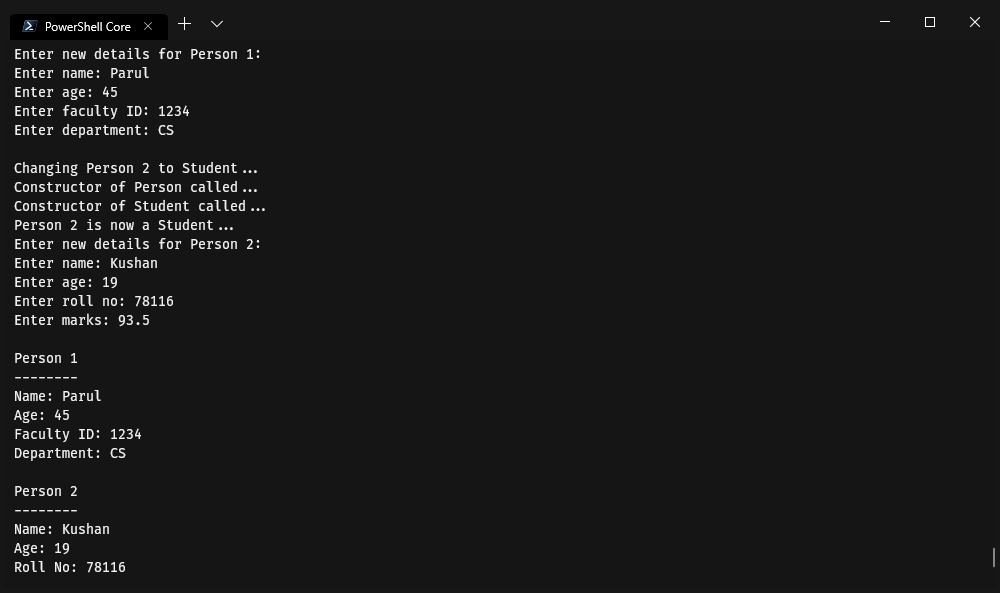 PowerShell Core
Enter new details for Person 1:
Enter name: Parul
Enter age: 45
Enter faculty ID: 1234
Enter department: CS
Changing Person 2 to Student...
Constructor of Person called...
Constructor of Student called...
Person 2 is now a Student...
Enter new details for Person 2:
Enter name: Kushan
Enter age: 19
Enter roll no: 78116
Enter marks: 93.5
Person 1
--------
Name: Parul
Age: 45
Faculty ID: 1234
Department: CS
Person 2
--------
Name: Kushan
Age: 19
Roll No: 78116